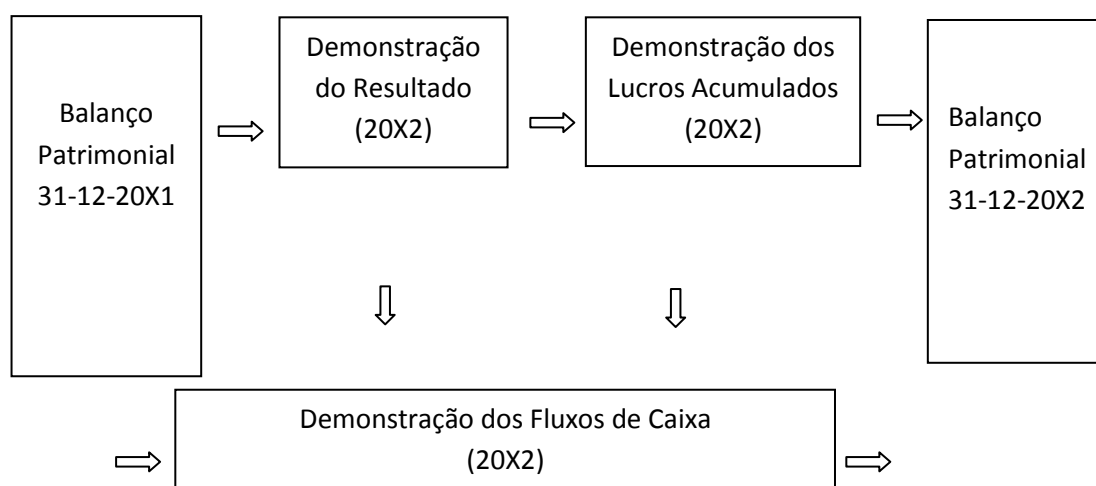 Balanço
Patrimonial
31-12-20X1
Demonstração
do Resultado
(20X2)
Demonstração dos
Lucros Acumulados
(20X2)
Balanço
Patrimonial
31-12-20X2
Demonstração dos Fluxos de Caixa
(20X2)